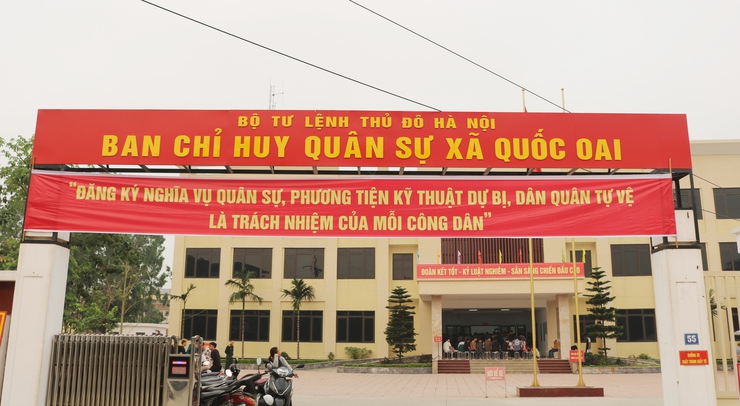 BỘ TƯ LỆNH THỦ ĐÔ HÀ NỘI
BAN CHỈ HUY QUÂN SỰ XÃ QUỐC OAI
"ĐĂNG KÝ NGHĨA VỤ QUÂN SỰ, PHƯƠNG TIỆN KỸ THUẬT DỰ BỊ, DÂN QUÂN TỰ VỆ
LÀ TRÁCH NHIỆM CỦA MỖI CÔNG DÂN"
ĐOÀN KẾT TỐT - KỶ LUẬT NGHIÊM - SẴN SÀNG CHIẾN ĐẤU CAO
55